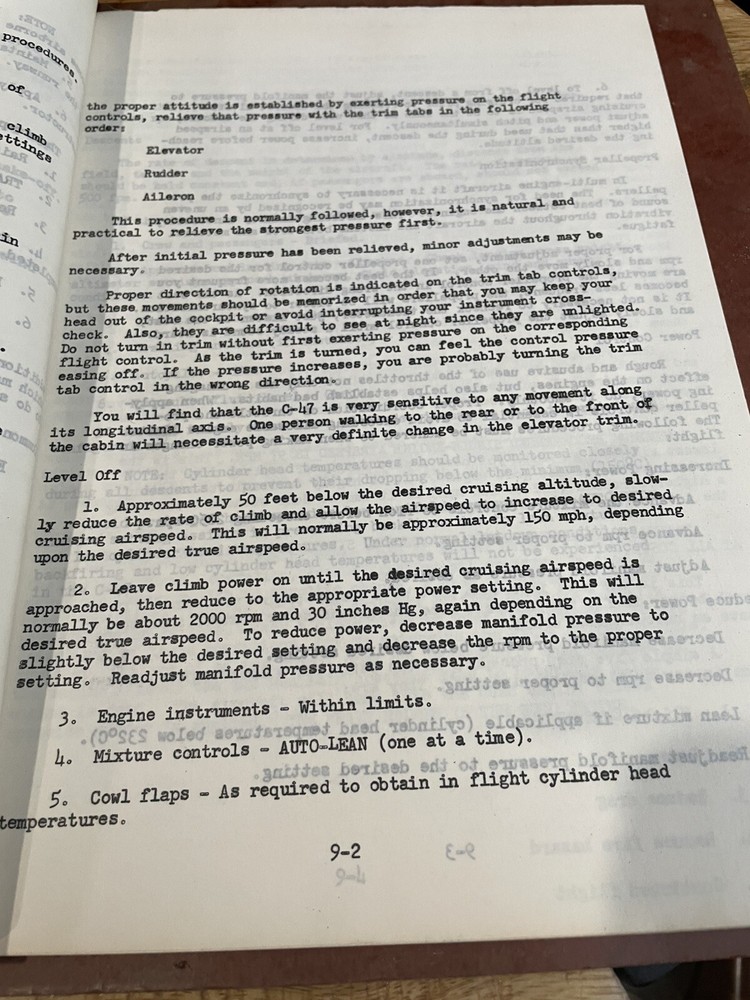 procedures.
of
climb
ettings
in
the proper attitude is established by exerting pressure on the flight
controls, relieve that pressure with the trim tabs in the following
order:
Elevator
Rudder
Aileron
This procedure is normally followed, however, it is natural and
practical to relieve the strongest pressure first.
After initial pressure has been relieved, minor adjustments may be
necessary.
Proper direction of rotation is indicated on the trim tab controls,
but these movements should be memorized in order that you may keep your
head out of the cockpit or avoid interrupting your instrument cross-
check. Also, they are difficult to see at night since they are unlighted.
Do not turn in trim without first exerting pressure on the corresponding
flight control. As the trim is turned, you can feel the control pressure
easing off. If the pressure increases, you are probably turning the trim
tab control in the wrong direction.
You will find that the C-47 is very sensitive to any movement along
its longitudinal axis. One person walking to the rear or to the front of
the cabin will necessitate a very definite change in the elevator trim.
Level Off
1. Approximately 50 feet below the desired cruising altitude, slow-
ly reduce the rate of climb and allow the airspeed to increase to desired
cruising airspeed. This will normally be approximately 150 mph, depending
upon the desired true airspeed.
2. Leave climb power on until the desired cruising airspeed is
approached, then reduce to the appropriate power setting. This will
normally be about 2000 rpm and 30 inches Hg, again depending on the
desired true airspeed. To reduce power, decrease manifold pressure to
slightly below the desired setting and decrease the rpm to the proper
setting. Readjust manifold pressure as necessary.
3. Engine instruments - Within limits.
4. Mixture controls - AUTO-LEAN (one at a time).
5. Cowl flaps - As required to obtain in flight cylinder head
temperatures.
9-2